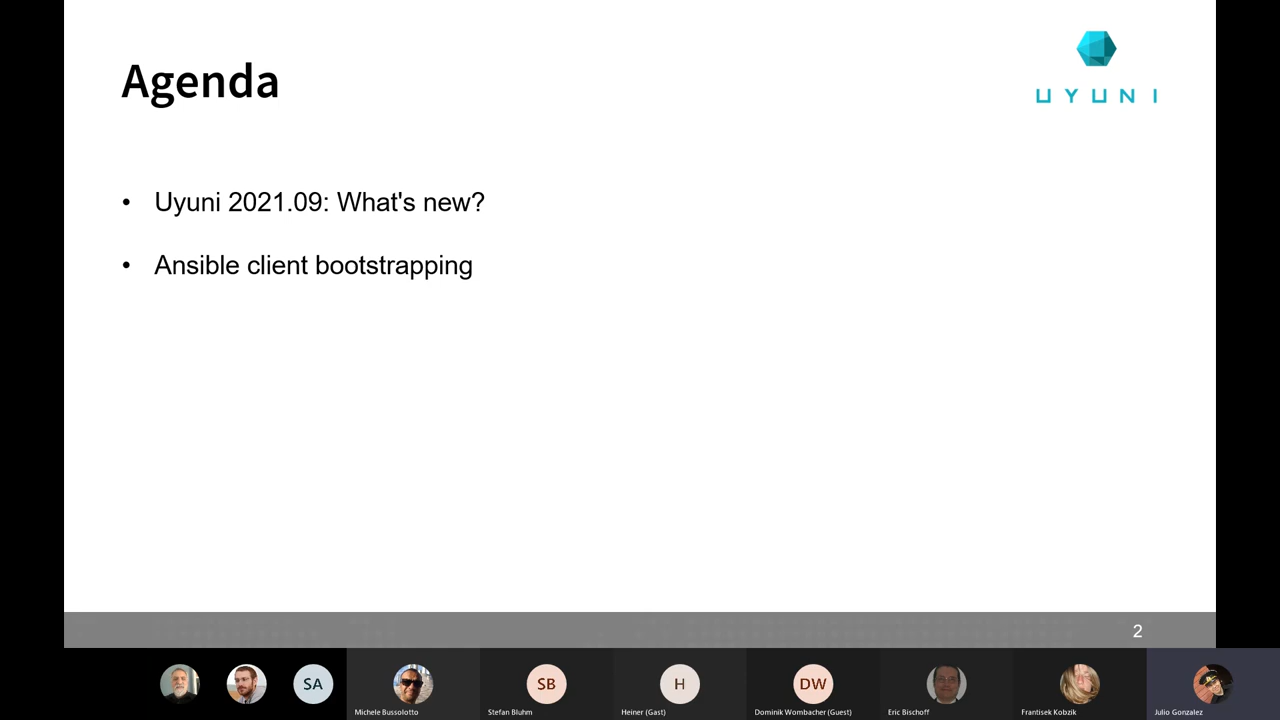 Agenda
UYUNI
• Uyuni 2021.09: What's new?
• Ansible client bootstrapping
2
SA
SB
H
DW
Michele Bussolotto
Stefan Bluhm
Heiner (Gast)
Dominik Wombacher (Guest)
Eric Bischoff
Frantisek Kobzik
Julio Gonzalez